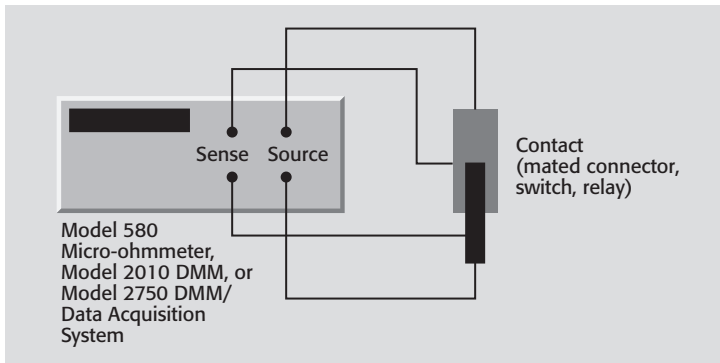 Sense Source
Contact
(mated connector,
switch, relay)
Model 580
Micro-ohmmeter,
Model 2010 DMM, or
Model 2750 DMM/
Data Acquisition
System